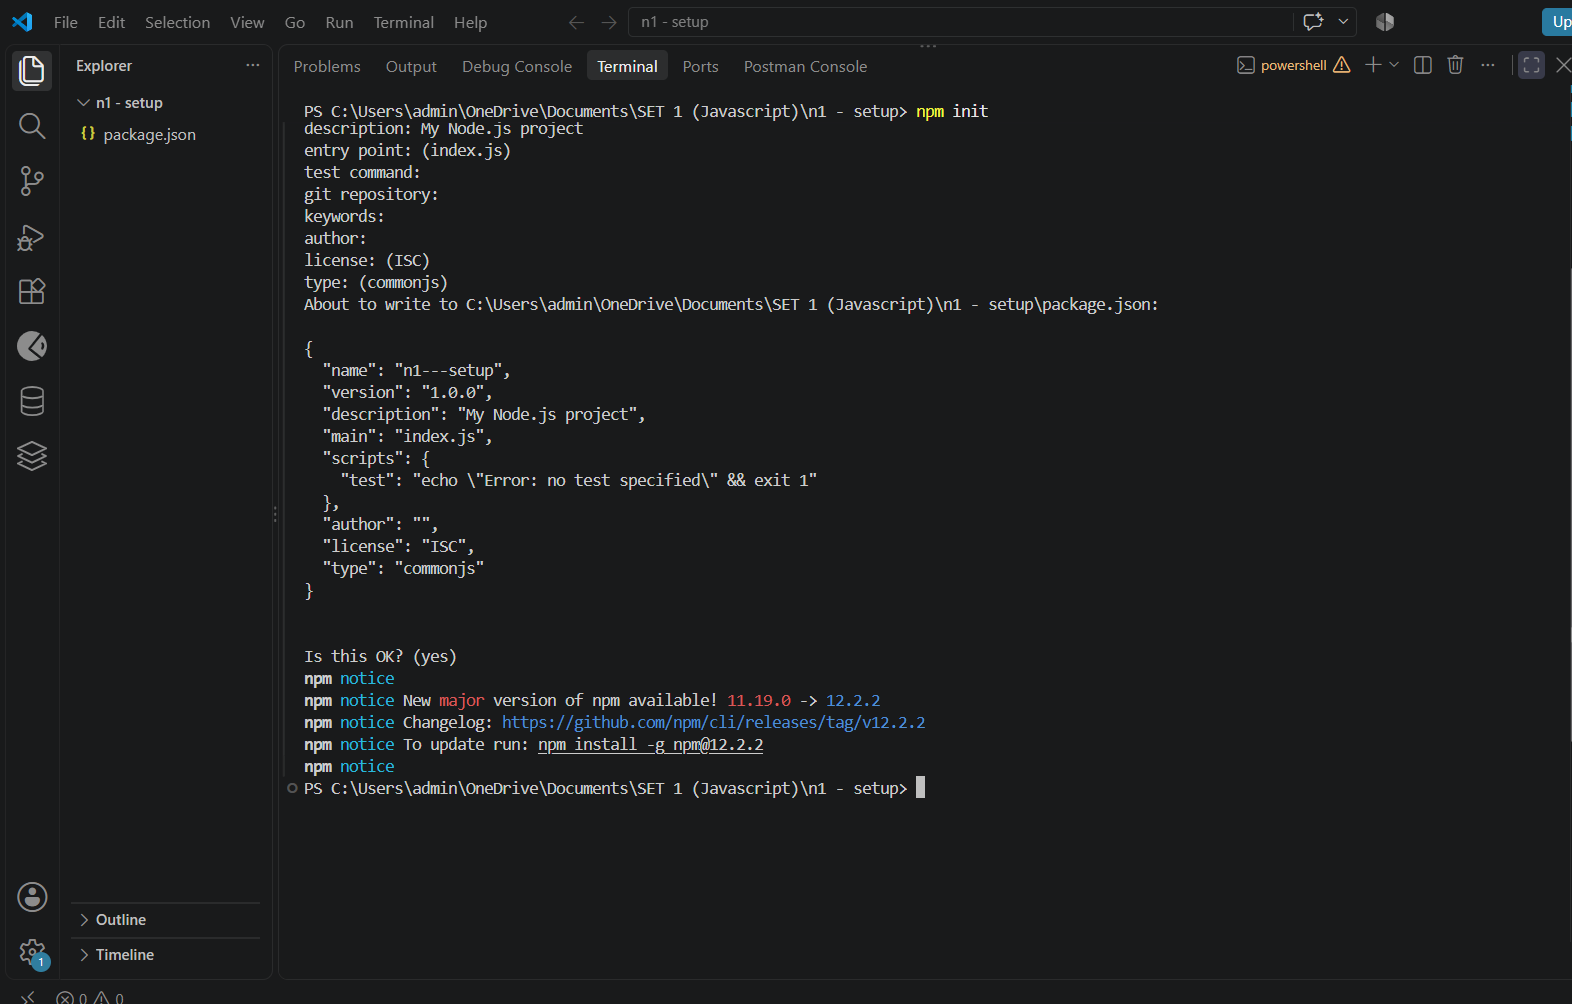 File Edit Selection View Go Run Terminal Help
n1 - setup
Up
Explorer
n1 - setup
{} package.json
Problems Output Debug Console Terminal Ports Postman Console
powershell
PS C:\Users\admin\OneDrive\Documents\SET 1 (Javascript)\n1 - setup> npm init
description: My Node.js project
entry point: (index.js)
test command:
git repository:
keywords:
author:
license: (ISC)
type: (commonjs)
About to write to C:\Users\admin\OneDrive\Documents\SET 1 (Javascript)\n1 - setup\package.json:
{
"name": "n1---setup",
"version": "1.0.0",
"description": "My Node.js project",
"main": "index.js",
"scripts": {
"test": "echo \"Error: no test specified\" && exit 1"
},
"author": "",
"license": "ISC",
"type": "commonjs"
}
Is this OK? (yes)
npm notice
npm notice New major version of npm available! 11.19.0 -> 12.2.2
npm notice Changelog: https://github.com/npm/cli/releases/tag/v12.2.2
npm notice To update run: npm install -g npm@12.2.2
npm notice
PS C:\Users\admin\OneDrive\Documents\SET 1 (Javascript)\n1 - setup>
Outline
Timeline
1
0 0